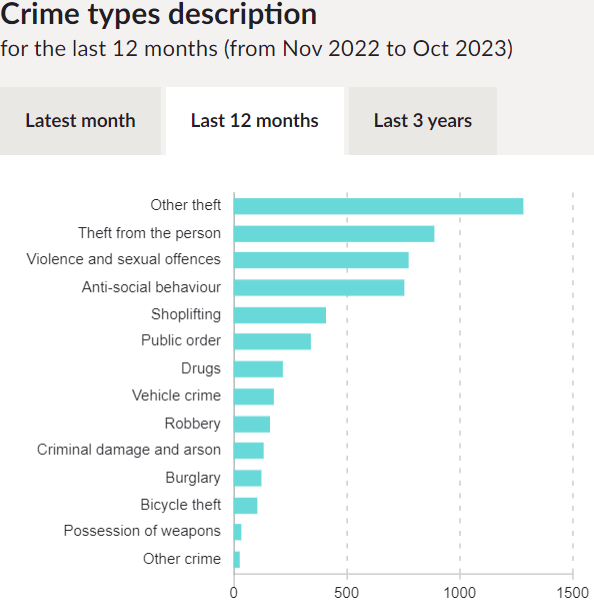 Crime types description
for the last 12 months (from Nov 2022 to Oct 2023)
Latest month
Last 12 months
Last 3 years
Other theft
Theft from the person
Violence and sexual offences
Anti-social behaviour
Shoplifting
Public order
Drugs
Vehicle crime
Robbery
Criminal damage and arson
Burglary
Bicycle theft
Possession of weapons
Other crime
0 500 1000 1500